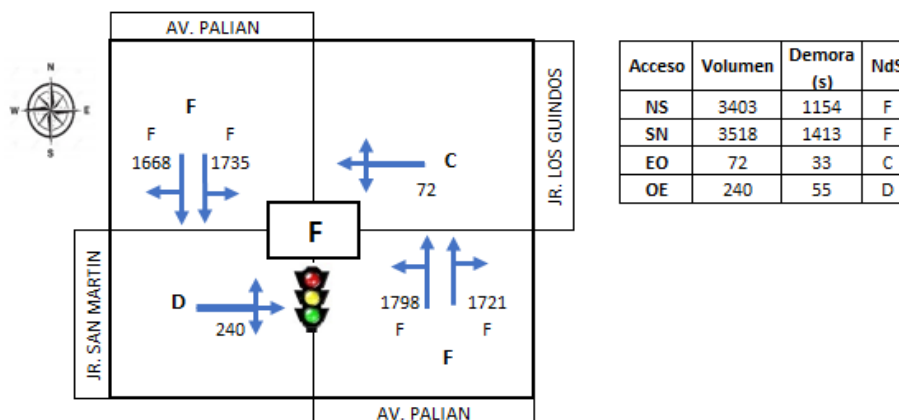 AV. PALIAN
N
W E
S
F
F F
1668 1735
C
72
JR. LOS GUINDOS
F
JR. SAN MARTIN
D
240
1798 1721
F F
F
AV. PALIAN
Acceso Volumen Demora (s) NdS
NS 3403 1154 F
SN 3518 1413 F
EO 72 33 C
OE 240 55 D